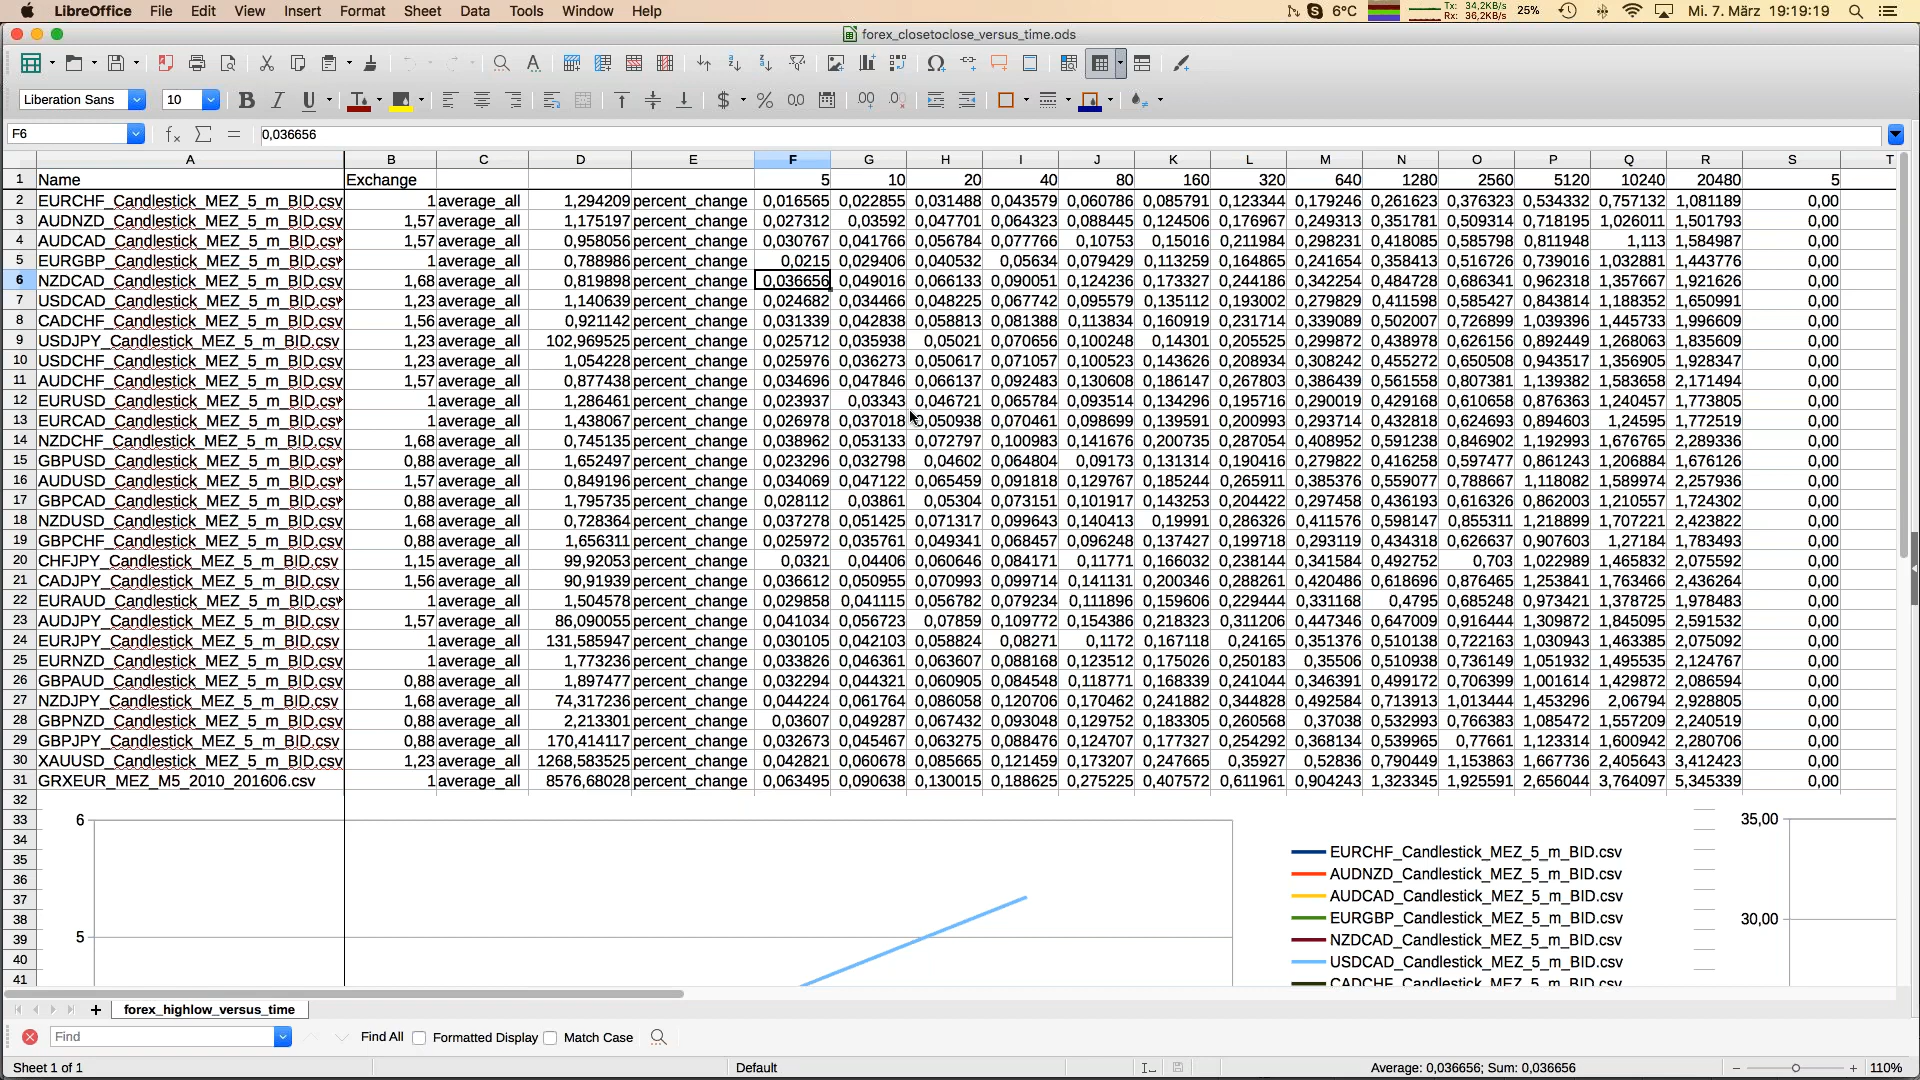 LibreOffice File Edit View Insert Format Sheet Data Tools Window Help 6°C Tx: 34,2KB/s Rx: 36,2KB/s 25% Mi. 7. März 19:19:19
forex_closetoclose_versus_time.ods
Liberation Sans 10
F6 0,036656
A B C D E F G H I J K L M N O P Q R S T
1 Name Exchange 5 10 20 40 80 160 320 640 1280 2560 5120 10240 20480 5
2 EURCHF_Candlestick_MEZ_5_m_BID.csv 1 average_all 1,294209 percent_change 0,016565 0,022855 0,031488 0,043579 0,060786 0,085791 0,123344 0,179246 0,261623 0,376323 0,534332 0,757132 1,081189 0,00
3 AUDNZD_Candlestick_MEZ_5_m_BID.csv 1,57 average_all 1,175197 percent_change 0,027312 0,03592 0,047701 0,064323 0,088445 0,124506 0,176967 0,249313 0,351781 0,509314 0,718195 1,026011 1,501793 0,00
4 AUDCAD_Candlestick_MEZ_5_m_BID.csv 1,57 average_all 0,958056 percent_change 0,030767 0,041766 0,056784 0,077766 0,10753 0,15016 0,211984 0,298231 0,418085 0,585798 0,811948 1,113 1,584987 0,00
5 EURGBP_Candlestick_MEZ_5_m_BID.csv 1 average_all 0,788986 percent_change 0,0215 0,029406 0,040532 0,05634 0,079429 0,113259 0,164865 0,241654 0,358413 0,516726 0,739016 1,032881 1,443776 0,00
6 NZDCAD_Candlestick_MEZ_5_m_BID.csv 1,68 average_all 0,819898 percent_change 0,036656 0,049016 0,066133 0,090051 0,124236 0,173327 0,244186 0,342254 0,484728 0,686341 0,962318 1,357667 1,921626 0,00
7 USDCAD_Candlestick_MEZ_5_m_BID.csv 1,23 average_all 1,140639 percent_change 0,024682 0,034466 0,048225 0,067742 0,095579 0,135112 0,193002 0,279829 0,411598 0,585427 0,843814 1,188352 1,650991 0,00
8 CADCHF_Candlestick_MEZ_5_m_BID.csv 1,56 average_all 0,921142 percent_change 0,031339 0,042838 0,058813 0,081388 0,113834 0,160919 0,231714 0,339089 0,502007 0,726899 1,039396 1,445733 1,996609 0,00
9 USDJPY_Candlestick_MEZ_5_m_BID.csv 1,23 average_all 102,969525 percent_change 0,025712 0,035938 0,05021 0,070656 0,100248 0,14301 0,205525 0,299872 0,438978 0,626156 0,892449 1,268063 1,835609 0,00
10 USDCHF_Candlestick_MEZ_5_m_BID.csv 1,23 average_all 1,054228 percent_change 0,025976 0,036273 0,050617 0,071057 0,100523 0,143626 0,208934 0,308242 0,455272 0,650508 0,943517 1,356905 1,928347 0,00
11 AUDCHF_Candlestick_MEZ_5_m_BID.csv 1,57 average_all 0,877438 percent_change 0,034696 0,047846 0,066137 0,092483 0,130608 0,186147 0,267803 0,386439 0,561558 0,807381 1,139382 1,583658 2,171494 0,00
12 EURUSD_Candlestick_MEZ_5_m_BID.csv 1 average_all 1,286461 percent_change 0,023937 0,03343 0,046721 0,065784 0,093514 0,134296 0,195716 0,290019 0,429168 0,610658 0,876363 1,240457 1,773805 0,00
13 EURCAD_Candlestick_MEZ_5_m_BID.csv 1 average_all 1,438067 percent_change 0,026978 0,037018 0,050938 0,070461 0,098699 0,139591 0,200993 0,293714 0,432818 0,624693 0,894603 1,24595 1,772519 0,00
14 NZDCHF_Candlestick_MEZ_5_m_BID.csv 1,68 average_all 0,745135 percent_change 0,038962 0,053133 0,072797 0,100983 0,141676 0,200735 0,287054 0,408952 0,591238 0,846902 1,192993 1,676765 2,289336 0,00
15 GBPUSD_Candlestick_MEZ_5_m_BID.csv 0,88 average_all 1,652497 percent_change 0,023296 0,032798 0,04602 0,064804 0,09173 0,131314 0,190416 0,279822 0,416258 0,597477 0,861243 1,206884 1,676126 0,00
16 AUDUSD_Candlestick_MEZ_5_m_BID.csv 1,57 average_all 0,849196 percent_change 0,034069 0,047122 0,065459 0,091818 0,129767 0,185244 0,265911 0,385376 0,559077 0,788667 1,118082 1,589974 2,257936 0,00
17 GBPCAD_Candlestick_MEZ_5_m_BID.csv 0,88 average_all 1,795735 percent_change 0,028112 0,03861 0,05304 0,073151 0,101917 0,143253 0,204422 0,297458 0,436193 0,616326 0,862003 1,210557 1,724302 0,00
18 NZDUSD_Candlestick_MEZ_5_m_BID.csv 1,68 average_all 0,728364 percent_change 0,037278 0,051425 0,071317 0,099643 0,140413 0,19991 0,286326 0,411576 0,598147 0,855311 1,218899 1,707221 2,423822 0,00
19 GBPCHF_Candlestick_MEZ_5_m_BID.csv 0,88 average_all 1,656311 percent_change 0,025972 0,035761 0,049341 0,068457 0,096248 0,137427 0,199718 0,293119 0,434318 0,626637 0,907603 1,27184 1,783493 0,00
20 CHFJPY_Candlestick_MEZ_5_m_BID.csv 1,15 average_all 99,92053 percent_change 0,0321 0,04406 0,060646 0,084171 0,11771 0,166032 0,238144 0,341584 0,492752 0,703 1,022989 1,465832 2,075592 0,00
21 CADJPY_Candlestick_MEZ_5_m_BID.csv 1,56 average_all 90,91939 percent_change 0,036612 0,050955 0,070993 0,099714 0,141131 0,200346 0,288261 0,420486 0,618696 0,876465 1,253841 1,763466 2,436264 0,00
22 EURAUD_Candlestick_MEZ_5_m_BID.csv 1 average_all 1,504578 percent_change 0,029858 0,041115 0,056782 0,079234 0,111896 0,159606 0,229444 0,331168 0,4795 0,685248 0,973421 1,378725 1,978483 0,00
23 AUDJPY_Candlestick_MEZ_5_m_BID.csv 1,57 average_all 86,090055 percent_change 0,041034 0,056723 0,07859 0,109772 0,154386 0,218323 0,311206 0,447346 0,647009 0,916444 1,309872 1,845095 2,591532 0,00
24 EURJPY_Candlestick_MEZ_5_m_BID.csv 1 average_all 131,585947 percent_change 0,030105 0,042103 0,058824 0,08271 0,1172 0,167118 0,24165 0,351376 0,510138 0,722163 1,030943 1,463385 2,075092 0,00
25 EURNZD_Candlestick_MEZ_5_m_BID.csv 1 average_all 1,773236 percent_change 0,033826 0,046361 0,063607 0,088168 0,123512 0,175026 0,250183 0,35506 0,510938 0,736149 1,051932 1,495535 2,124767 0,00
26 GBPAUD_Candlestick_MEZ_5_m_BID.csv 0,88 average_all 1,897477 percent_change 0,032294 0,044321 0,060905 0,084548 0,118771 0,168339 0,241044 0,346391 0,499172 0,706399 1,001614 1,429872 2,086594 0,00
27 NZDJPY_Candlestick_MEZ_5_m_BID.csv 1,68 average_all 74,317236 percent_change 0,044224 0,061764 0,086058 0,120706 0,170462 0,241882 0,344828 0,492584 0,713913 1,013444 1,453296 2,06794 2,928805 0,00
28 GBPNZD_Candlestick_MEZ_5_m_BID.csv 0,88 average_all 2,213301 percent_change 0,03607 0,049287 0,067432 0,093048 0,129752 0,183305 0,260568 0,37038 0,532993 0,766383 1,085472 1,557209 2,240519 0,00
29 GBPJPY_Candlestick_MEZ_5_m_BID.csv 0,88 average_all 170,414117 percent_change 0,032673 0,045467 0,063275 0,088476 0,124707 0,177327 0,254292 0,368134 0,539965 0,77661 1,123314 1,600942 2,280706 0,00
30 XAUUSD_Candlestick_MEZ_5_m_BID.csv 1,23 average_all 1268,583525 percent_change 0,042821 0,060678 0,085665 0,121459 0,173207 0,247665 0,35927 0,52836 0,790449 1,153863 1,667736 2,405643 3,412423 0,00
31 GRXEUR_MEZ_M5_2010_201606.csv 1 average_all 8576,68028 percent_change 0,063495 0,090638 0,130015 0,188625 0,275225 0,407572 0,611961 0,904243 1,323345 1,925591 2,656044 3,764097 5,345339 0,00
32
33 6 35,00
34 EURCHF_Candlestick_MEZ_5_m_BID.csv
35 AUDNZD_Candlestick_MEZ_5_m_BID.csv
36 AUDCAD_Candlestick_MEZ_5_m_BID.csv
37
38 EURGBP_Candlestick_MEZ_5_m_BID.csv 30,00
39 5 NZDCAD_Candlestick_MEZ_5_m_BID.csv
40 USDCAD_Candlestick_MEZ_5_m_BID.csv
41 CADCHF_Candlestick_MEZ_5_m_BID.csv
forex_highlow_versus_time
Find Find All Formatted Display Match Case
Sheet 1 of 1 Default Average: 0,036656; Sum: 0,036656 110%